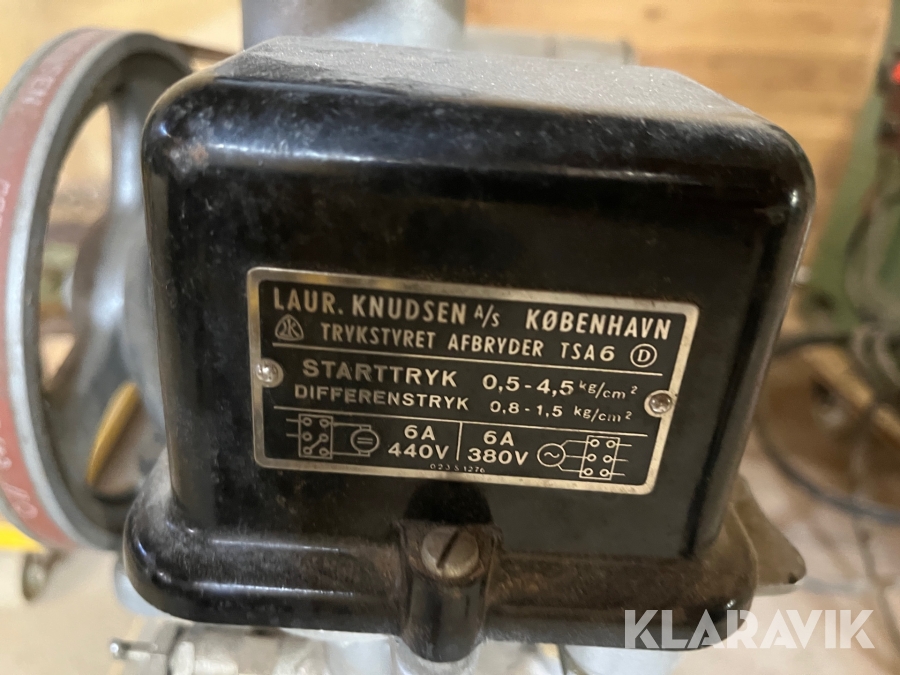 LAUR. KNUDSEN A/S KØBENHAVN
TRYKSTYRET AFBRYDER TSA6 D
STARTTRYK 0,5-4,5 kg/cm²
DIFFERENSTRYK 0,8-1,5 kg/cm²
6A 6A
440V 380V
023S1276
KLARAVIK